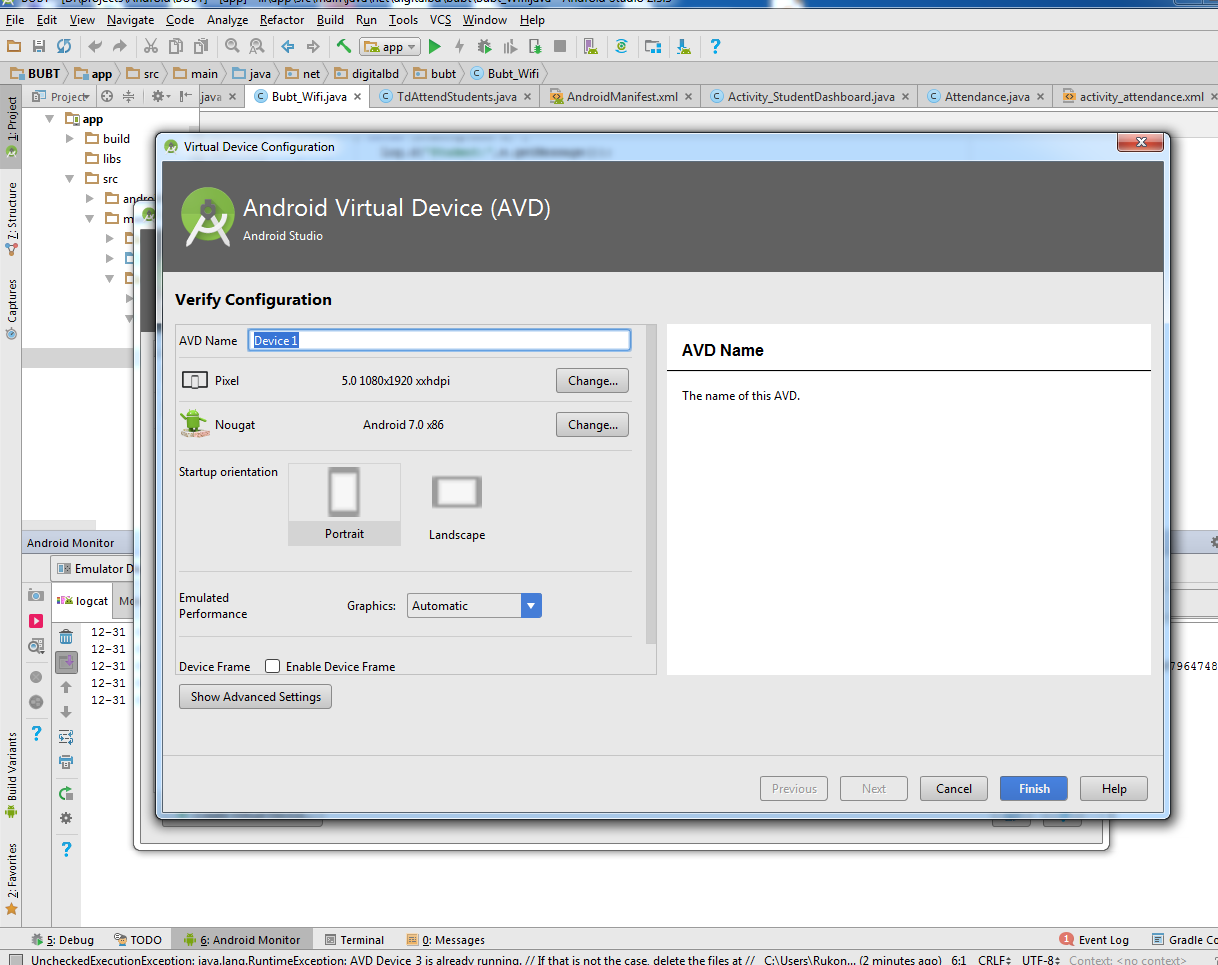 File Edit View Navigate Code Analyze Refactor Build Run Tools VCS Window Help
app
BUBT app src main java net digitalbd bubt Bubt_Wifi
Project java Bubt_Wifi.java TdAttendStudents.java AndroidManifest.xml Activity_StudentDashboard.java Attendance.java activity_attendance.xml
1: Project
7: Structure
Captures
Build Variants
2: Favorites
app
build
libs
src
Virtual Device Configuration
Android Virtual Device (AVD)
Android Studio
Verify Configuration
AVD Name Device 1
Pixel 5.0 1080x1920 xxhdpi Change...
Nougat Android 7.0 x86 Change...
Startup orientation
Portrait
Landscape
Emulated
Performance
Graphics: Automatic
Device Frame Enable Device Frame
Show Advanced Settings
AVD Name
The name of this AVD.
Previous Next Cancel Finish Help
Android Monitor
Emulator D
logcat Mo
12-31
12-31
12-31 7964748
12-31
12-31
5: Debug TODO 6: Android Monitor Terminal 0: Messages 1 Event Log Gradle Co
UncheckedExecutionException: java.lang.RuntimeException: AVD Device_3 is already running. // If that is not the case, delete the files at // C:\Users\Rukon... (2 minutes ago) 6:1 CRLF UTF-8 Context: <no context>